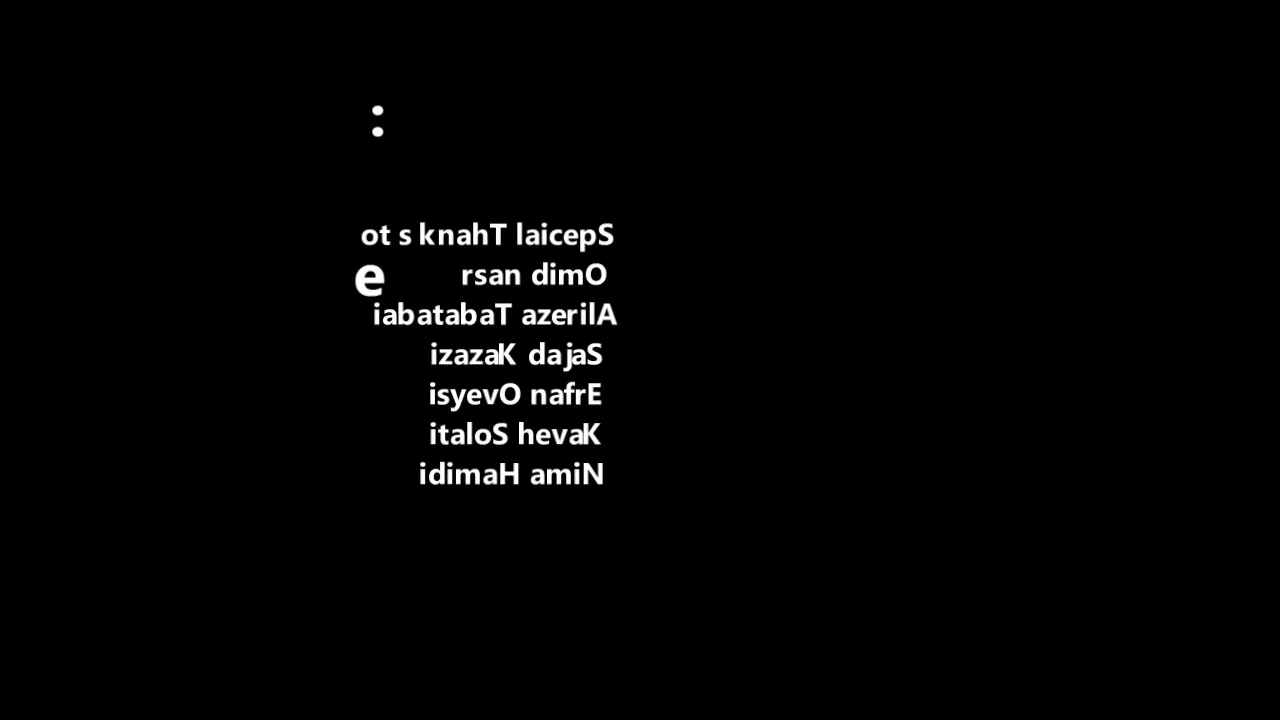 :
ot s knahT laicepS
e rsan dimO
iabatabaT azerilA
izazaK dajaS
isyevO nafrE
italoS hevaK
idimaH amiN